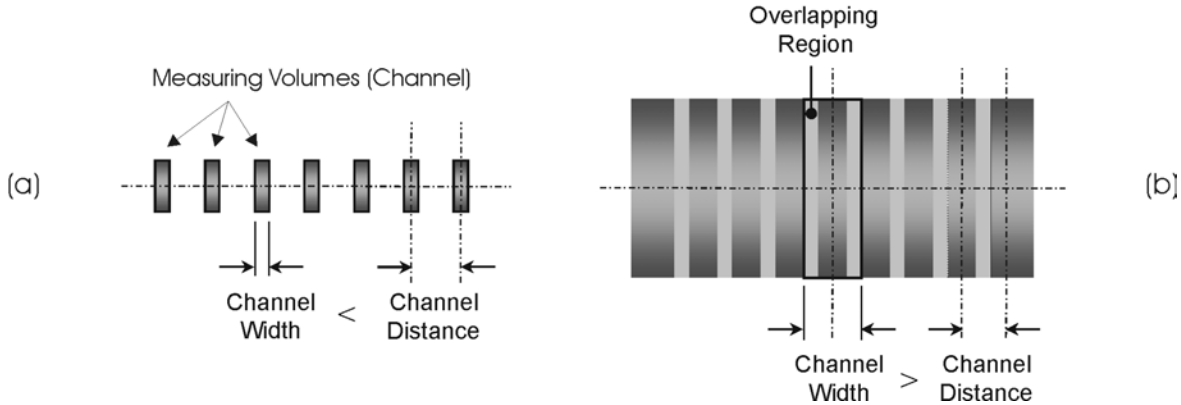 Measuring Volumes (Channel)
(a)
Channel
Width
<
Channel
Distance
Overlapping
Region
(b)
Channel
Width
>
Channel
Distance